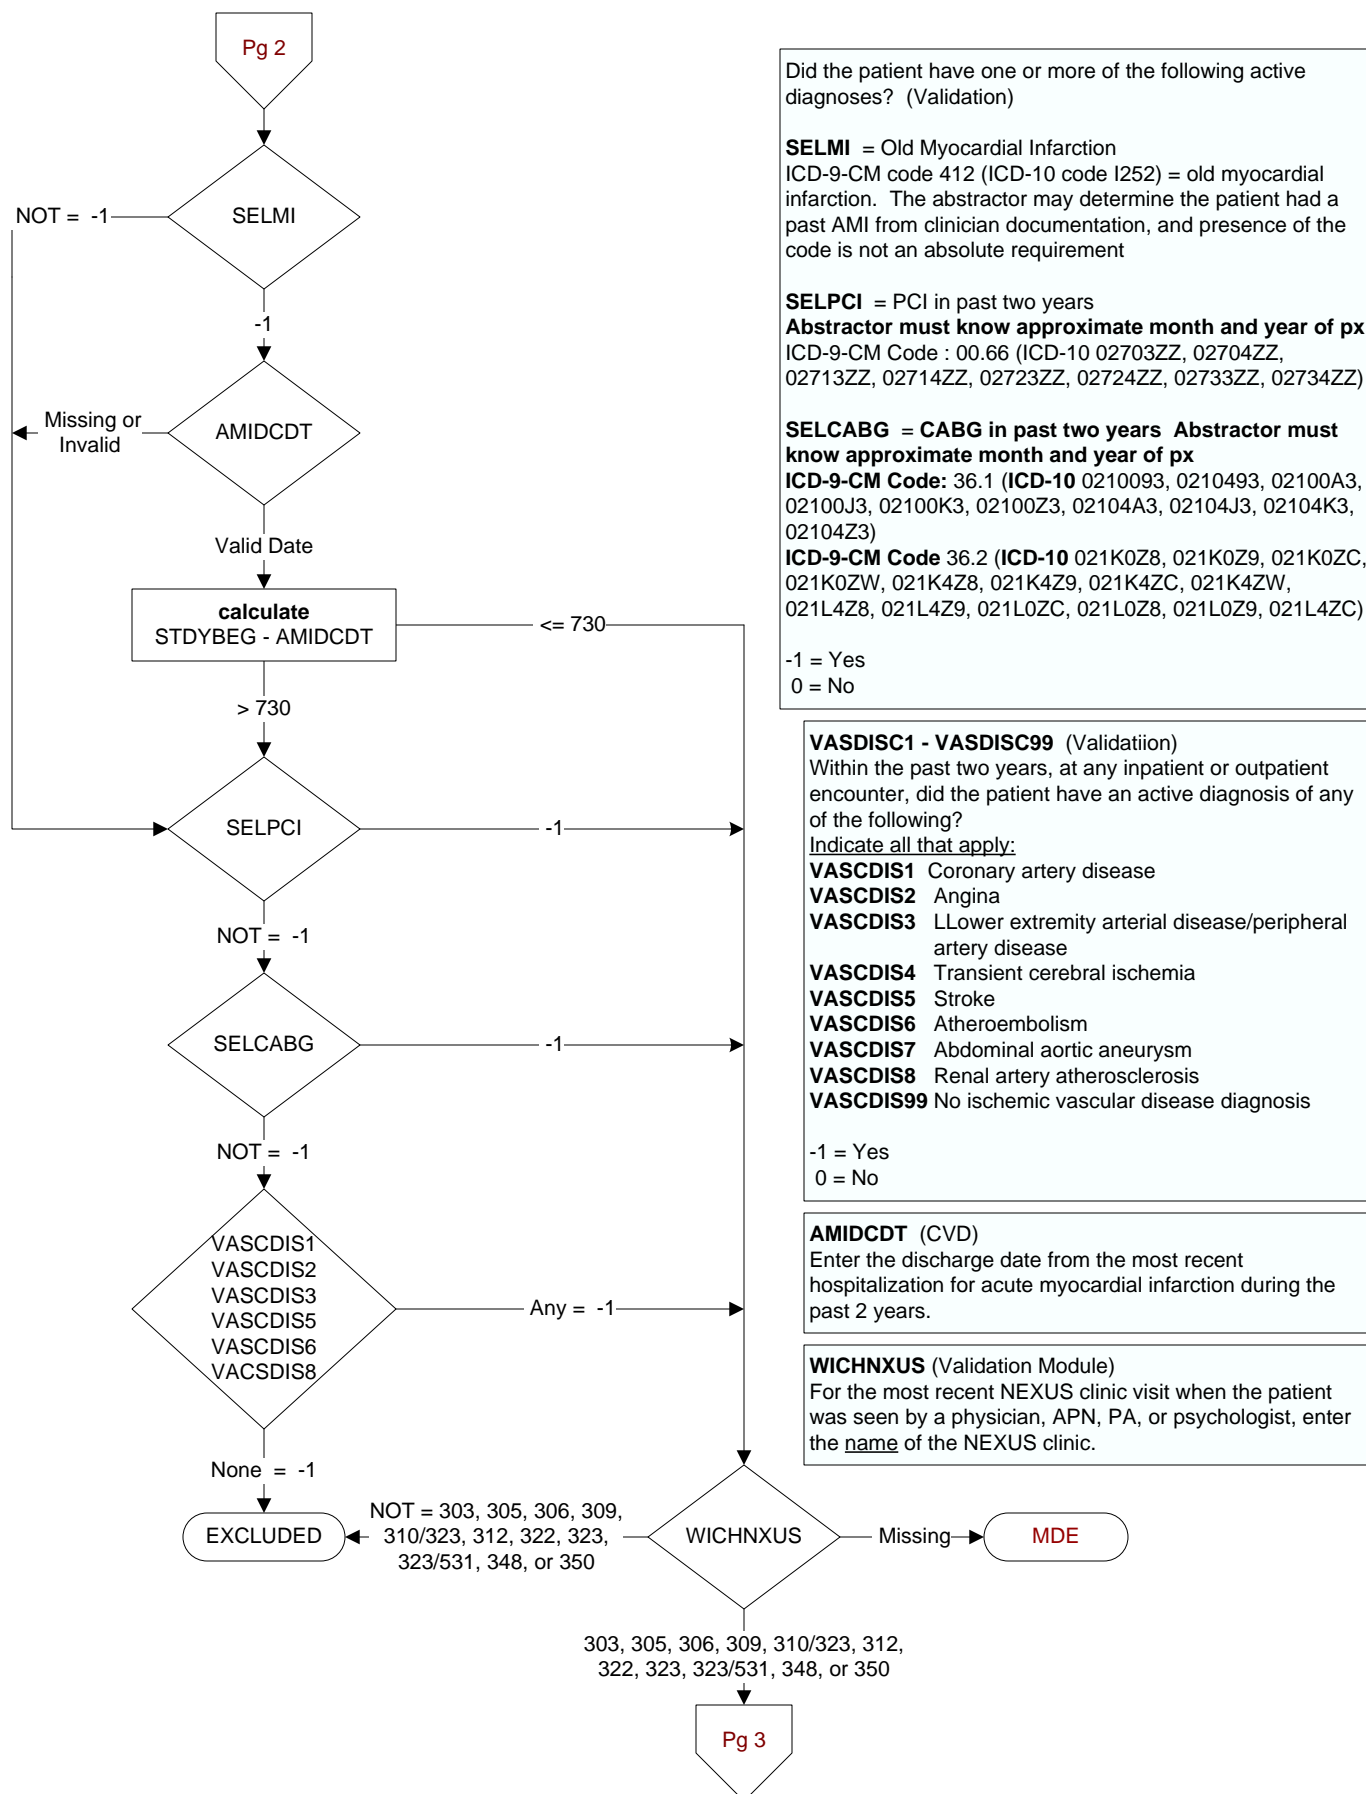 Pg 2
SELMI
NOT = -1
-1
AMIDCDT
Missing or
Invalid
Valid Date
calculate
STDYBEG - AMIDCDT
<= 730
> 730
SELPCI
-1
NOT = -1
SELCABG
-1
NOT = -1
VASCDIS1
VASCDIS2
VASCDIS3
VASCDIS5
VASCDIS6
VACSDIS8
Any = -1
None = -1
EXCLUDED
NOT = 303, 305, 306, 309,
310/323, 312, 322, 323,
323/531, 348, or 350
WICHNXUS
Missing
MDE
303, 305, 306, 309, 310/323, 312,
322, 323, 323/531, 348, or 350
Pg 3
Did the patient have one or more of the following active
diagnoses? (Validation)
SELMI = Old Myocardial Infarction
ICD-9-CM code 412 (ICD-10 code I252) = old myocardial
infarction. The abstractor may determine the patient had a
past AMI from clinician documentation, and presence of the
code is not an absolute requirement
SELPCI = PCI in past two years
Abstractor must know approximate month and year of px
ICD-9-CM Code : 00.66 (ICD-10 02703ZZ, 02704ZZ,
02713ZZ, 02714ZZ, 02723ZZ, 02724ZZ, 02733ZZ, 02734ZZ)
SELCABG = CABG in past two years Abstractor must
know approximate month and year of px
ICD-9-CM Code: 36.1 (ICD-10 0210093, 0210493, 02100A3,
02100J3, 02100K3, 02100Z3, 02104A3, 02104J3, 02104K3,
02104Z3)
ICD-9-CM Code 36.2 (ICD-10 021K0Z8, 021K0Z9, 021K0ZC,
021K0ZW, 021K4Z8, 021K4Z9, 021K4ZC, 021K4ZW,
021L4Z8, 021L4Z9, 021L0ZC, 021L0Z8, 021L0Z9, 021L4ZC)
-1 = Yes
0 = No
VASDISC1 - VASDISC99 (Validatiion)
Within the past two years, at any inpatient or outpatient
encounter, did the patient have an active diagnosis of any
of the following?
Indicate all that apply:
VASCDIS1 Coronary artery disease
VASCDIS2 Angina
VASCDIS3 LLower extremity arterial disease/peripheral
artery disease
VASCDIS4 Transient cerebral ischemia
VASCDIS5 Stroke
VASCDIS6 Atheroembolism
VASCDIS7 Abdominal aortic aneurysm
VASCDIS8 Renal artery atherosclerosis
VASCDIS99 No ischemic vascular disease diagnosis
-1 = Yes
0 = No
AMIDCDT (CVD)
Enter the discharge date from the most recent
hospitalization for acute myocardial infarction during the
past 2 years.
WICHNXUS (Validation Module)
For the most recent NEXUS clinic visit when the patient
was seen by a physician, APN, PA, or psychologist, enter
the name of the NEXUS clinic.